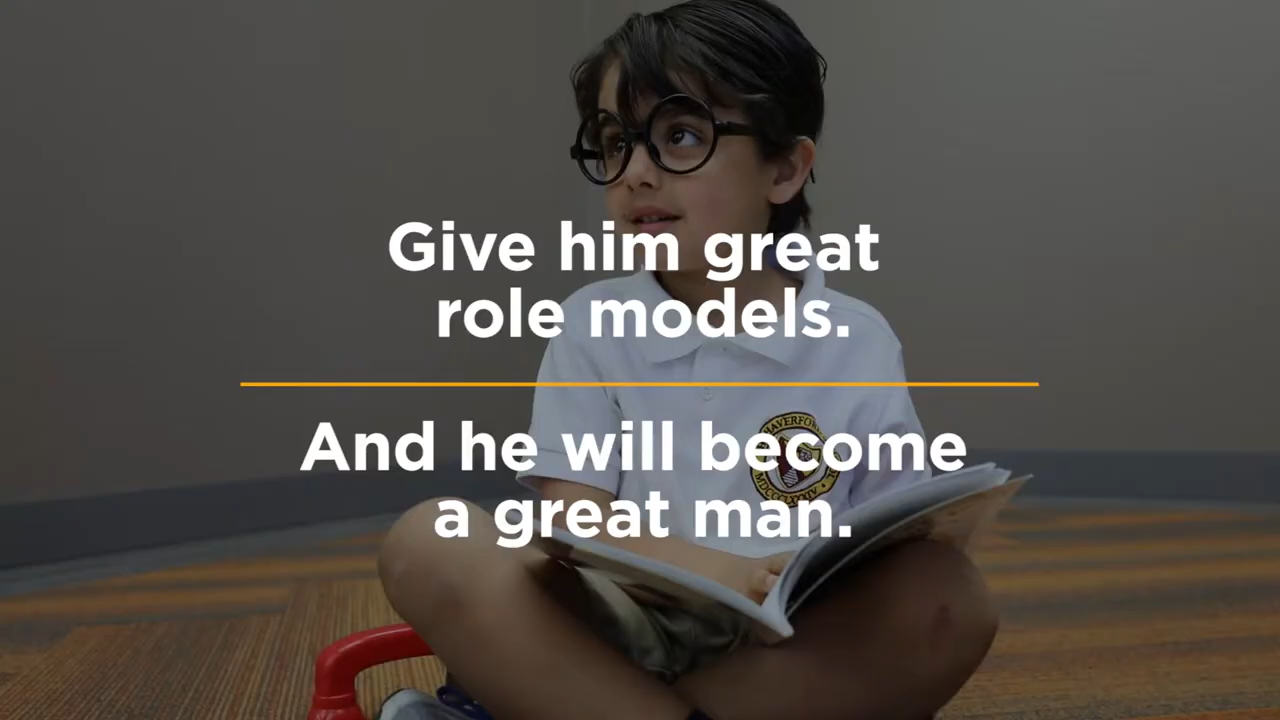 Give him great
role models.
And he will become
a great man.